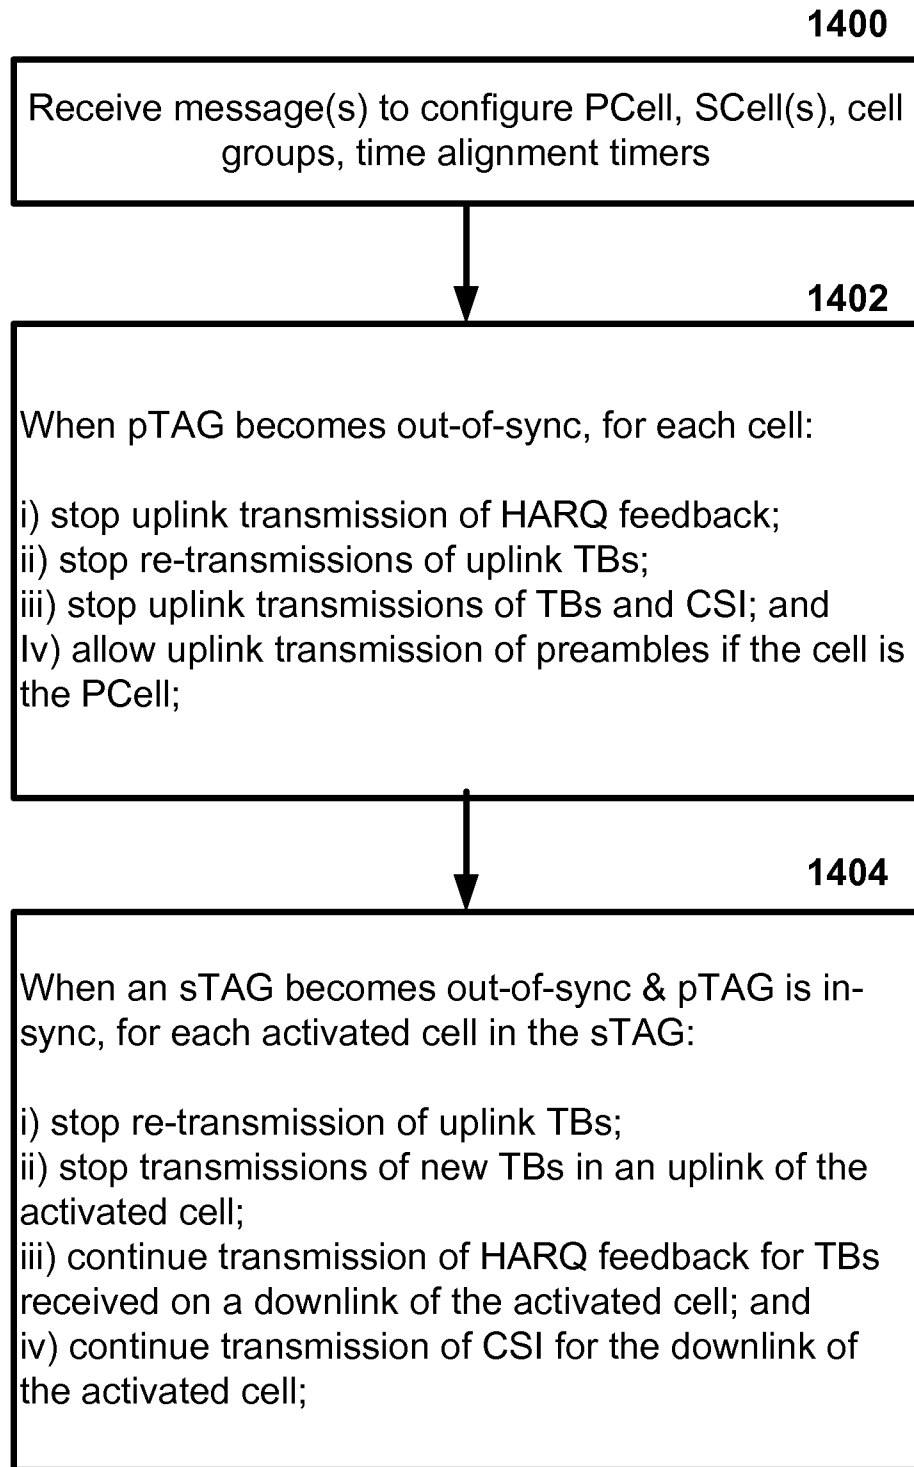 1400
Receive message(s) to configure PCell, SCell(s), cell
groups, time alignment timers
1402
When pTAG becomes out-of-sync, for each cell:
i) stop uplink transmission of HARQ feedback;
ii) stop re-transmissions of uplink TBs;
iii) stop uplink transmissions of TBs and CSI; and
Iv) allow uplink transmission of preambles if the cell is
the PCell;
1404
When an sTAG becomes out-of-sync & pTAG is in-
sync, for each activated cell in the sTAG:
i) stop re-transmission of uplink TBs;
ii) stop transmissions of new TBs in an uplink of the
activated cell;
iii) continue transmission of HARQ feedback for TBs
received on a downlink of the activated cell; and
iv) continue transmission of CSI for the downlink of
the activated cell;